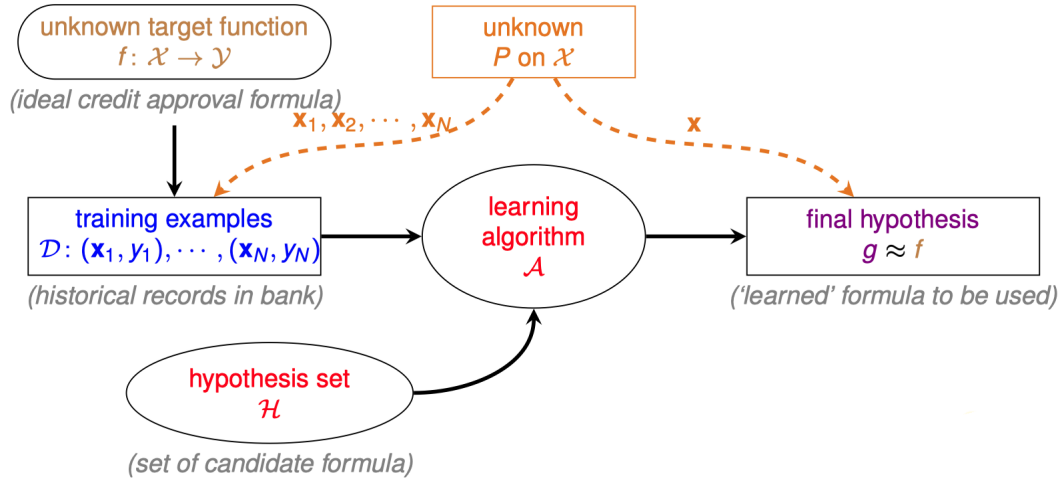 unknown target function
f : 𝒳 → 𝒴
(ideal credit approval formula)
unknown
P on 𝒳
x₁, x₂, ⋯ , x_N
x
training examples
𝒟 : (x₁, y₁), ⋯ , (x_N, y_N)
(historical records in bank)
learning
algorithm
𝒜
final hypothesis
g ≈ f
(‘learned’ formula to be used)
hypothesis set
ℋ
(set of candidate formula)